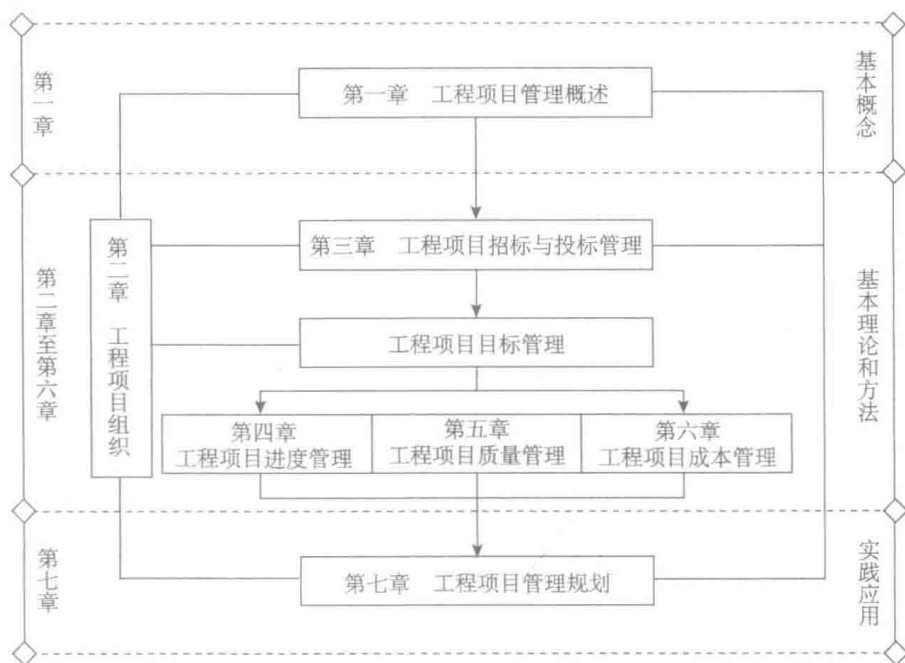 第一章
第一章　工程项目管理概述
基本概念
第二章至第六章
第二章　工程项目组织
第三章　工程项目招标与投标管理
工程项目目标管理
第四章
工程项目进度管理
第五章
工程项目质量管理
第六章
工程项目成本管理
基本理论和方法
第七章
第七章　工程项目管理规划
实践应用